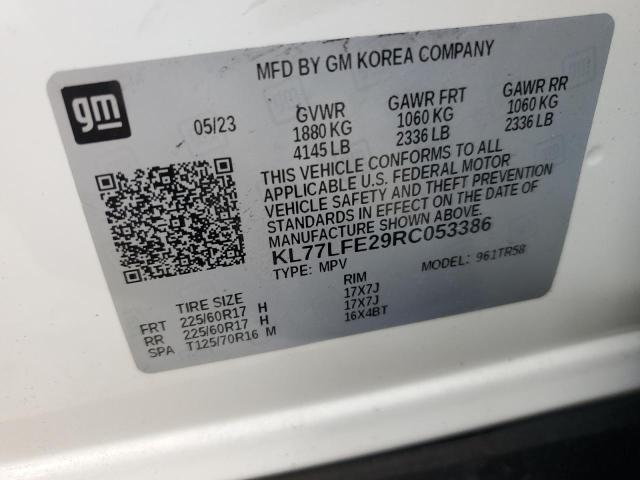 MFD BY GM KOREA COMPANY
gm
05/23
GVWR GAWR FRT GAWR RR
1880 KG 1060 KG 1060 KG
4145 LB 2336 LB 2336 LB
THIS VEHICLE CONFORMS TO ALL
APPLICABLE U.S. FEDERAL MOTOR
VEHICLE SAFETY AND THEFT PREVENTION
STANDARDS IN EFFECT ON THE DATE OF
MANUFACTURE SHOWN ABOVE.
KL77LFE29RC053386
TYPE: MPV MODEL: 961TR58
TIRE SIZE RIM
FRT 225/60R17 H 17X7J
RR 225/60R17 H 17X7J
SPA T125/70R16 M 16X4BT